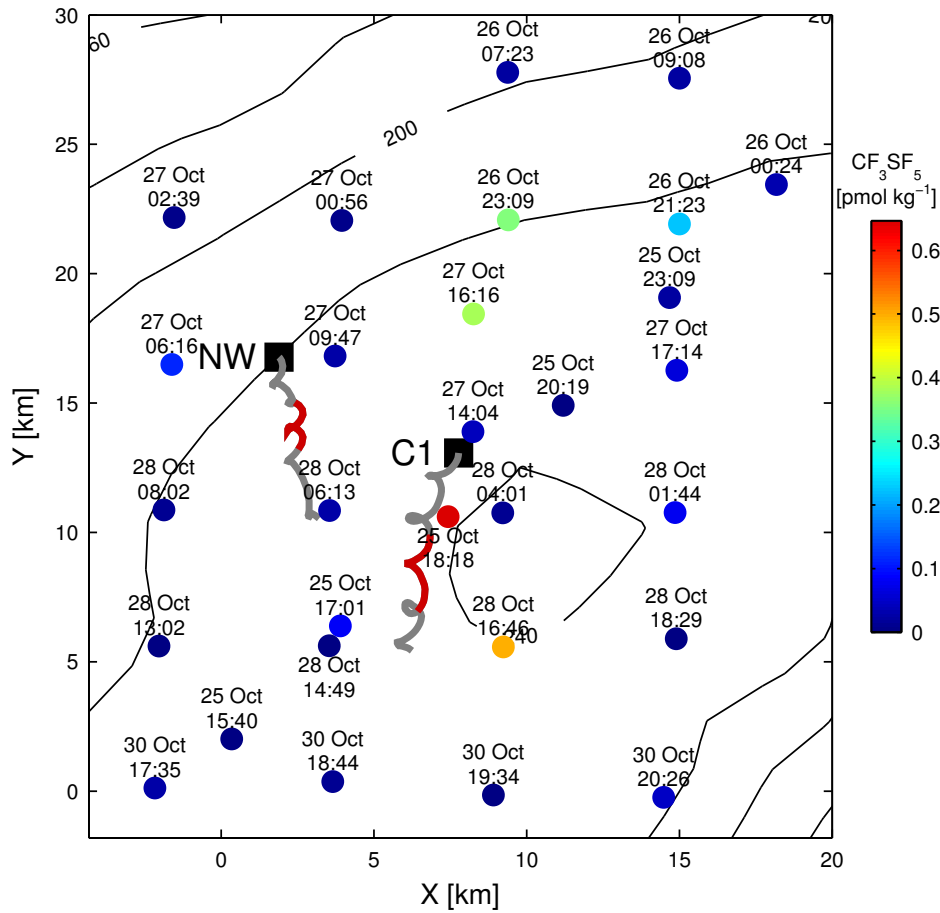 30
25
20
15
10
5
0
Y [km]
0
5
10
15
20
X [km]
60
200
20
26 Oct
07:23
26 Oct
09:08
26 Oct
00:24
27 Oct
02:39
27 Oct
00:56
26 Oct
23:09
26 Oct
21:23
25 Oct
23:09
27 Oct
16:16
27 Oct
06:16
NW
27 Oct
09:47
27 Oct
17:14
25 Oct
20:19
27 Oct
14:04
C1
28 Oct
08:02
28 Oct
06:13
28 Oct
04:01
28 Oct
01:44
25 Oct
18:18
28 Oct
13:02
25 Oct
17:01
28 Oct
14:49
28 Oct
16:46
40
28 Oct
18:29
25 Oct
15:40
30 Oct
17:35
30 Oct
18:44
30 Oct
19:34
30 Oct
20:26
CF₃SF₅
[pmol kg⁻¹]
0.6
0.5
0.4
0.3
0.2
0.1
0